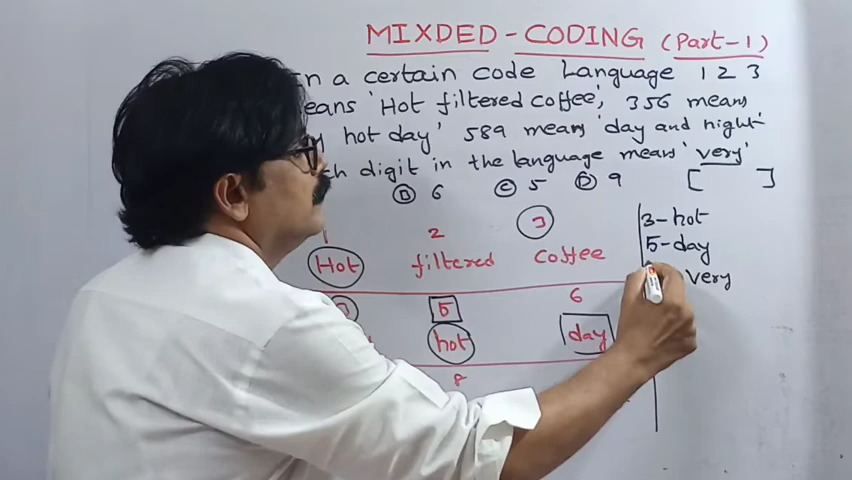 MIXDED - CODING (Part-1)
n a certain code Language 1 2 3
eans 'Hot filtered coffee', 356 means
hot day' 589 means 'day and night'
digit in the language means 'very'
Ⓑ 6 Ⓒ 5 Ⓓ 9 [ ]
1 2 3
Hot filtered coffee
3-hot
5-day
very
5 6
hot day
8